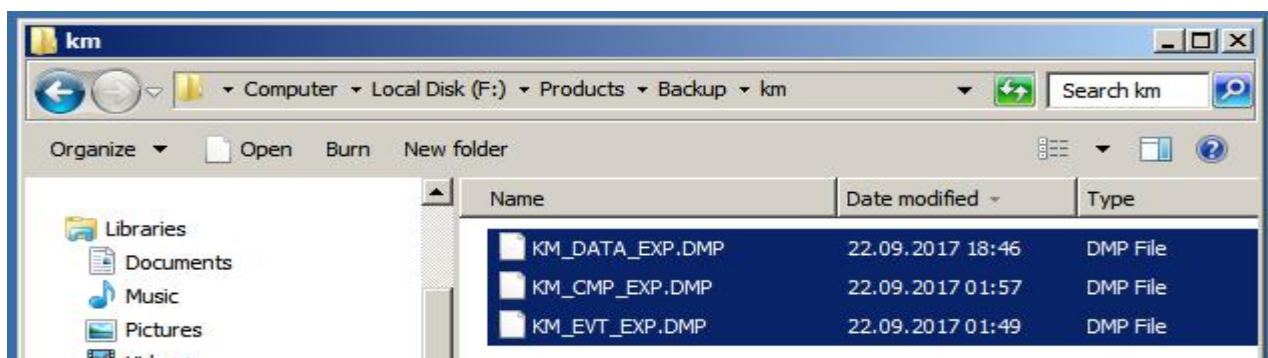 km
Computer Local Disk (F:) Products Backup km Search km
Organize Open Burn New folder
Name Date modified Type
Libraries
Documents
Music
Pictures
KM_DATA_EXP.DMP 22.09.2017 18:46 DMP File
KM_CMP_EXP.DMP 22.09.2017 01:57 DMP File
KM_EVT_EXP.DMP 22.09.2017 01:49 DMP File